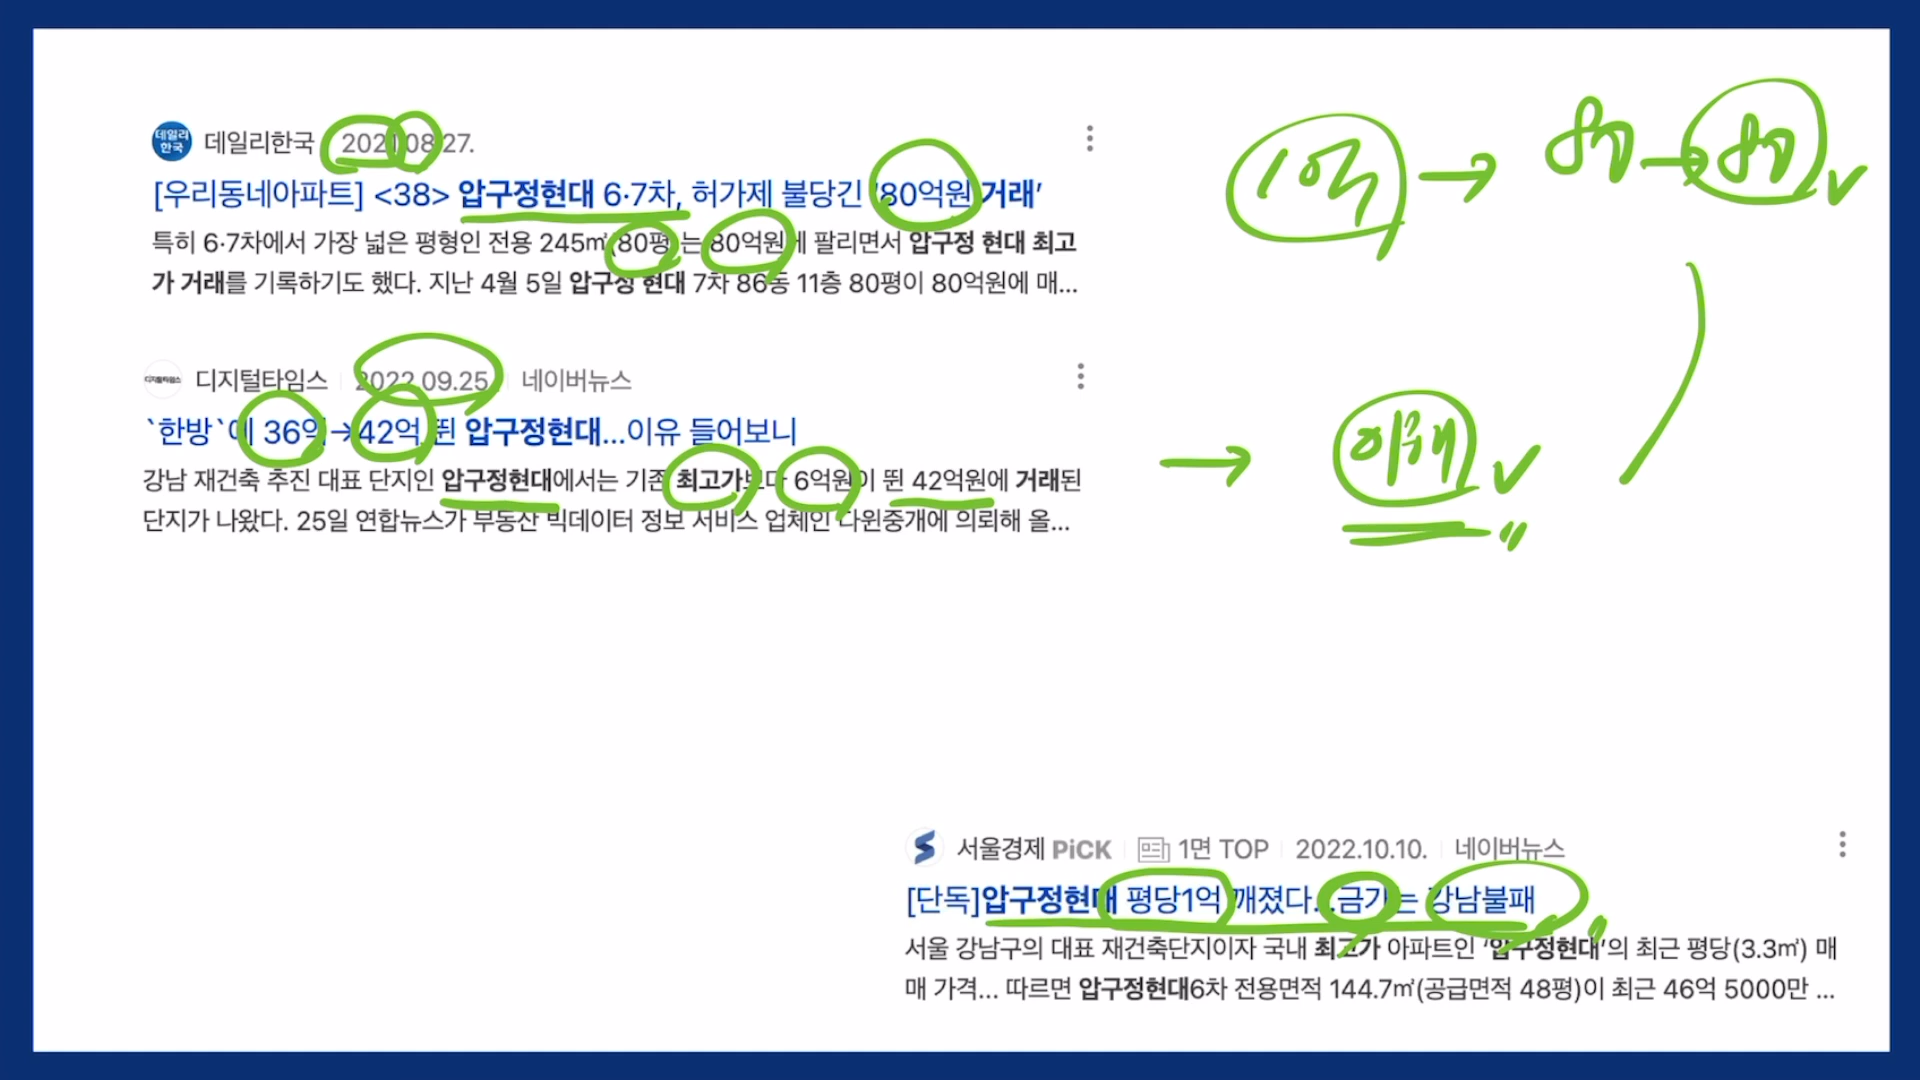 데일리한국 2021.08.27.
[우리동네아파트] <38> 압구정현대 6·7차, 허가제 불당긴 '80억원 거래'
특히 6·7차에서 가장 넓은 평형인 전용 245㎡(80평)는 80억원에 팔리면서 압구정 현대 최고
가 거래를 기록하기도 했다. 지난 4월 5일 압구정 현대 7차 86동 11층 80평이 80억원에 매...
1억 →
디지털타임스 2022.09.25. 네이버뉴스
`한방`에 36억→42억 뛴 압구정현대...이유 들어보니
강남 재건축 추진 대표 단지인 압구정현대에서는 기존 최고가보다 6억원이 뛴 42억원에 거래된
단지가 나왔다. 25일 연합뉴스가 부동산 빅데이터 정보 서비스 업체인 다윈중개에 의뢰해 올...
서울경제 PiCK 1면 TOP 2022.10.10. 네이버뉴스
[단독]압구정현대 평당1억 깨졌다...금가는 강남불패
서울 강남구의 대표 재건축단지이자 국내 최고가 아파트인 '압구정현대'의 최근 평당(3.3㎡) 매
매 가격... 따르면 압구정현대6차 전용면적 144.7㎡(공급면적 48평)이 최근 46억 5000만 ...